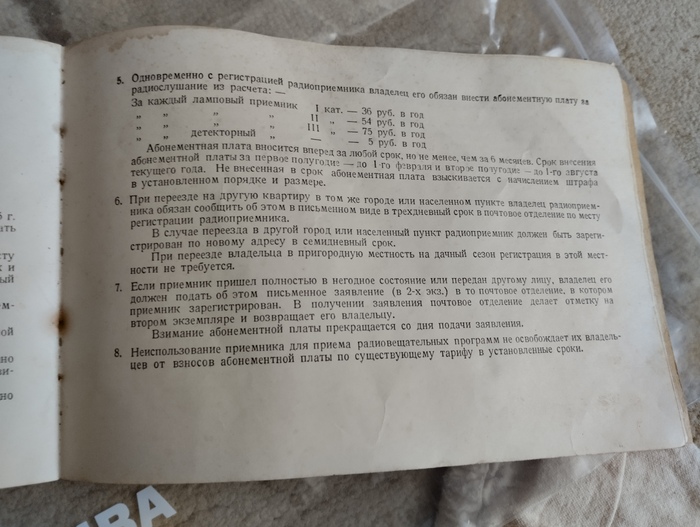 5. Одновременно с регистрацией радиоприемника владелец его обязан внести абонементную плату за
радиослушание из расчета: —
За каждый ламповый приемник I кат. — 36 руб. в год
„ „ „ „ II „ — 54 руб. в год
„ „ „ „ III „ — 75 руб. в год
„ „ детекторный „ — — 5 руб. в год
Абонементная плата вносится вперед за любой срок, но не менее, чем за 6 месяцев. Срок внесения
абонементной платы за первое полугодие — до 1-го февраля и второе полугодие — до 1-го августа
текущего года. Не внесенная в срок абонементная плата взыскивается с начислением штрафа
в установленном порядке и размере.
6. При переезде на другую квартиру в том же городе или населенном пункте владелец радиоприем-
ника обязан сообщить об этом в письменном виде в трехдневный срок в почтовое отделение по месту
регистрации радиоприемника.
В случае переезда в другой город или населенный пункт радиоприемник должен быть зареги-
стрирован по новому адресу в семидневный срок.
При переезде владельца в пригородную местность на дачный сезон регистрация в этой мест-
ности не требуется.
7. Если приемник пришел полностью в негодное состояние или передан другому лицу, владелец его
должен подать об этом письменное заявление (в 2-х экз.) в то почтовое отделение, в котором
приемник зарегистрирован. В получении заявления почтовое отделение делает отметку на
втором экземпляре и возвращает его владельцу.
Взимание абонементной платы прекращается со дня подачи заявления.
8. Неиспользование приемника для приема радиовещательных программ не освобождает их владель-
цев от взносов абонементной платы по существующему тарифу в установленные сроки.